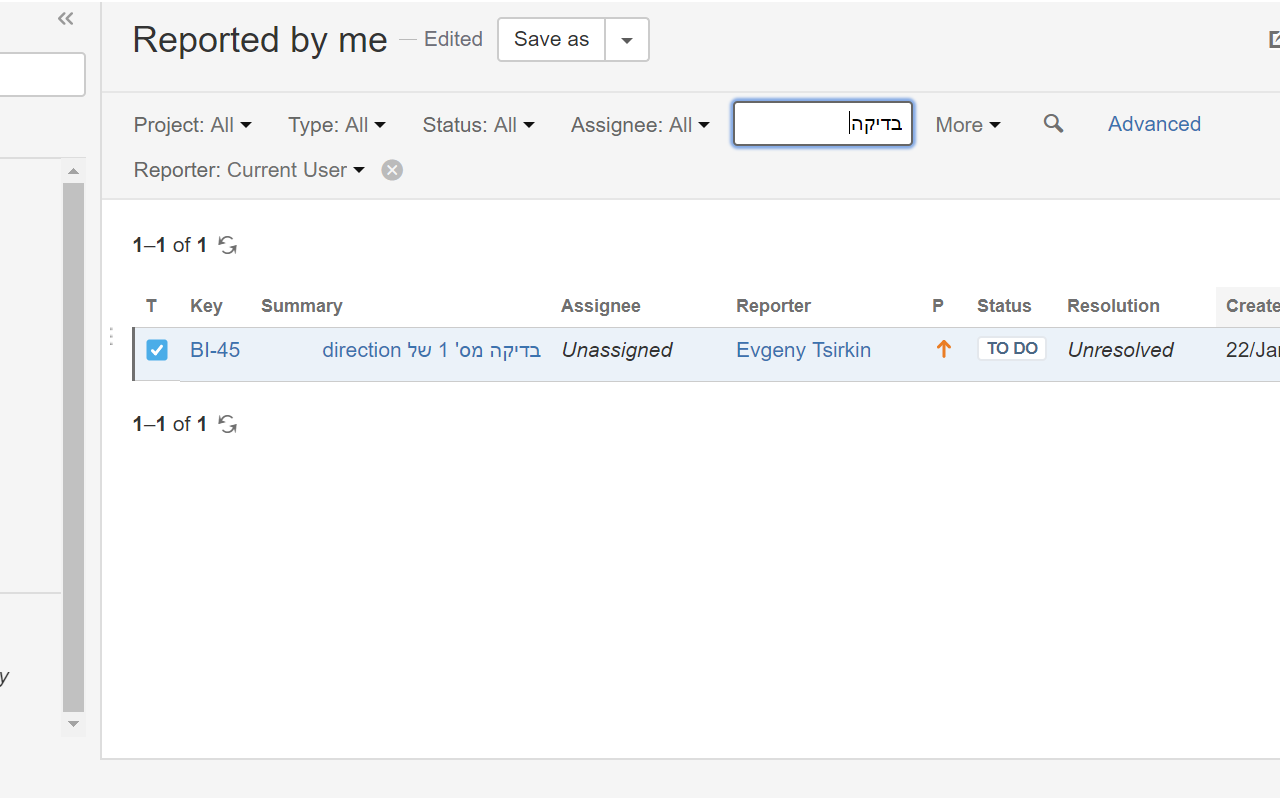 Reported by me — Edited Save as
Project: All Type: All Status: All Assignee: All בדיקה More Advanced
Reporter: Current User
1–1 of 1
T Key Summary Assignee Reporter P Status Resolution Create
BI-45 בדיקה מס' 1 של direction Unassigned Evgeny Tsirkin TO DO Unresolved 22/Jan
1–1 of 1
y